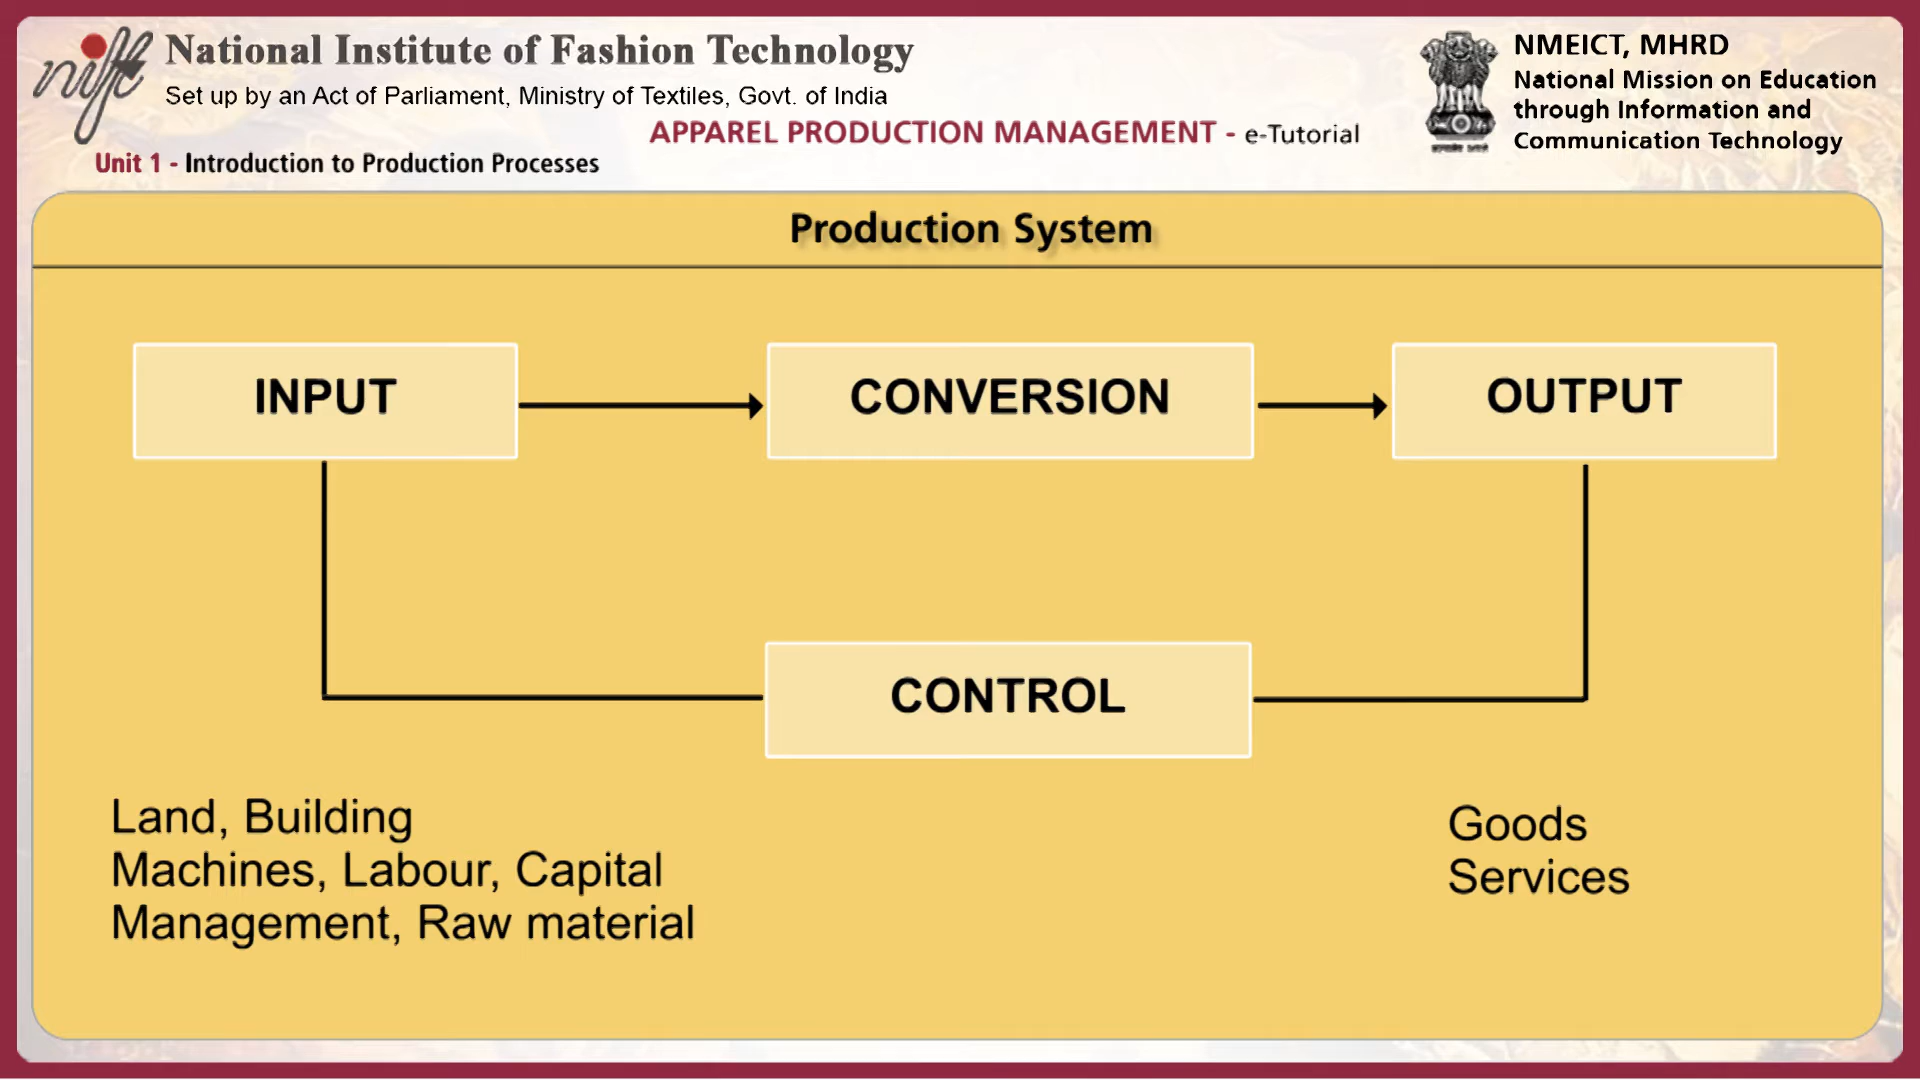 nift
National Institute of Fashion Technology
Set up by an Act of Parliament, Ministry of Textiles, Govt. of India
APPAREL PRODUCTION MANAGEMENT - e-Tutorial
Unit 1 - Introduction to Production Processes
NMEICT, MHRD
National Mission on Education
through Information and
Communication Technology
Production System
INPUT
CONVERSION
OUTPUT
CONTROL
Land, Building
Machines, Labour, Capital
Management, Raw material
Goods
Services